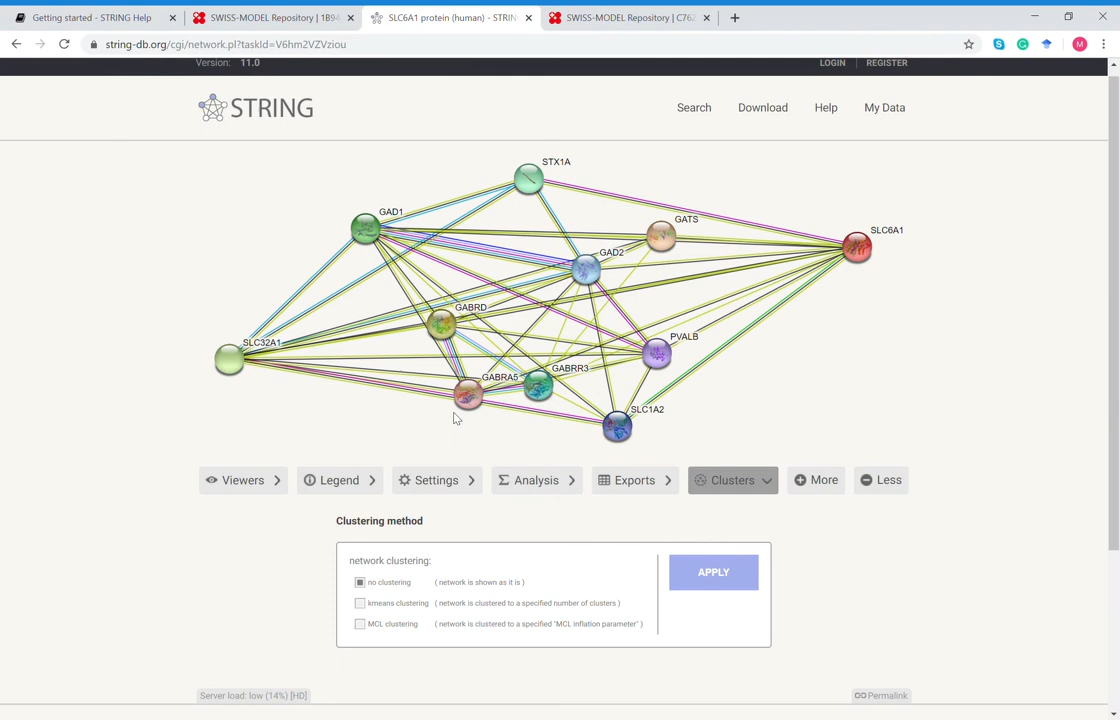 Getting started - STRING Help
SWISS-MODEL Repository | 1B94
SLC6A1 protein (human) - STRIN
SWISS-MODEL Repository | C762
string-db.org/cgi/network.pl?taskId=V6hm2VZVziou
M
Version: 11.0
LOGIN | REGISTER
STRING
Search
Download
Help
My Data
STX1A
GAD1
GATS
SLC6A1
GAD2
GABRD
PVALB
SLC32A1
GABRR3
GABRA5
SLC1A2
Viewers
Legend
Settings
Analysis
Exports
Clusters
More
Less
Clustering method
network clustering:
no clustering ( network is shown as it is )
kmeans clustering ( network is clustered to a specified number of clusters )
MCL clustering ( network is clustered to a specified "MCL inflation parameter" )
APPLY
Server load: low (14%) [HD]
Permalink